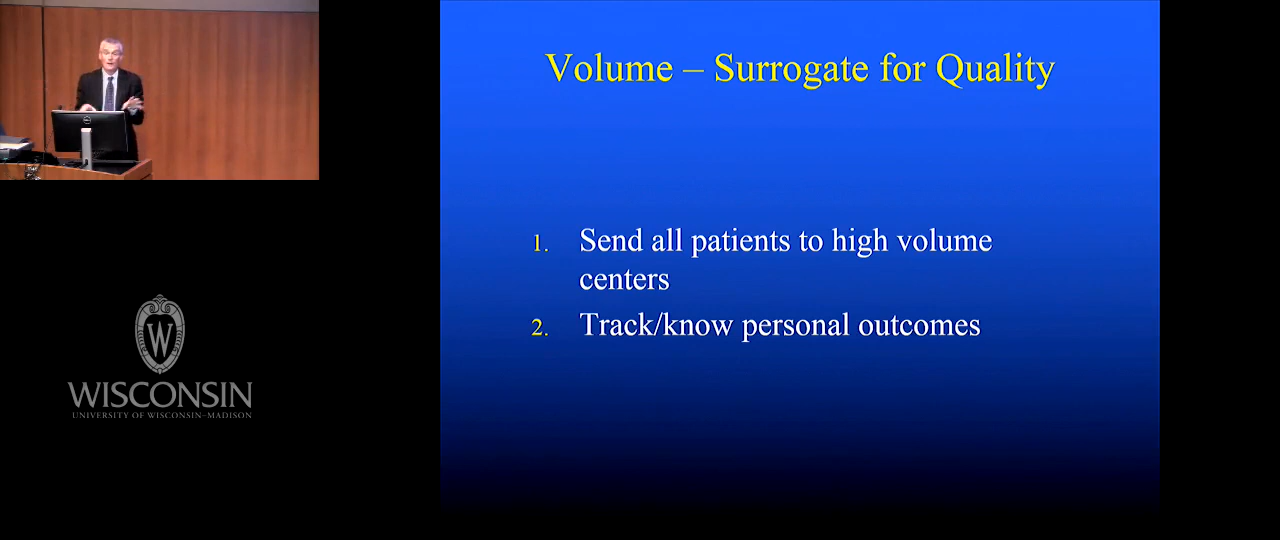 Volume – Surrogate for Quality
1. Send all patients to high volume
centers
2. Track/know personal outcomes
W
WISCONSIN
UNIVERSITY OF WISCONSIN–MADISON